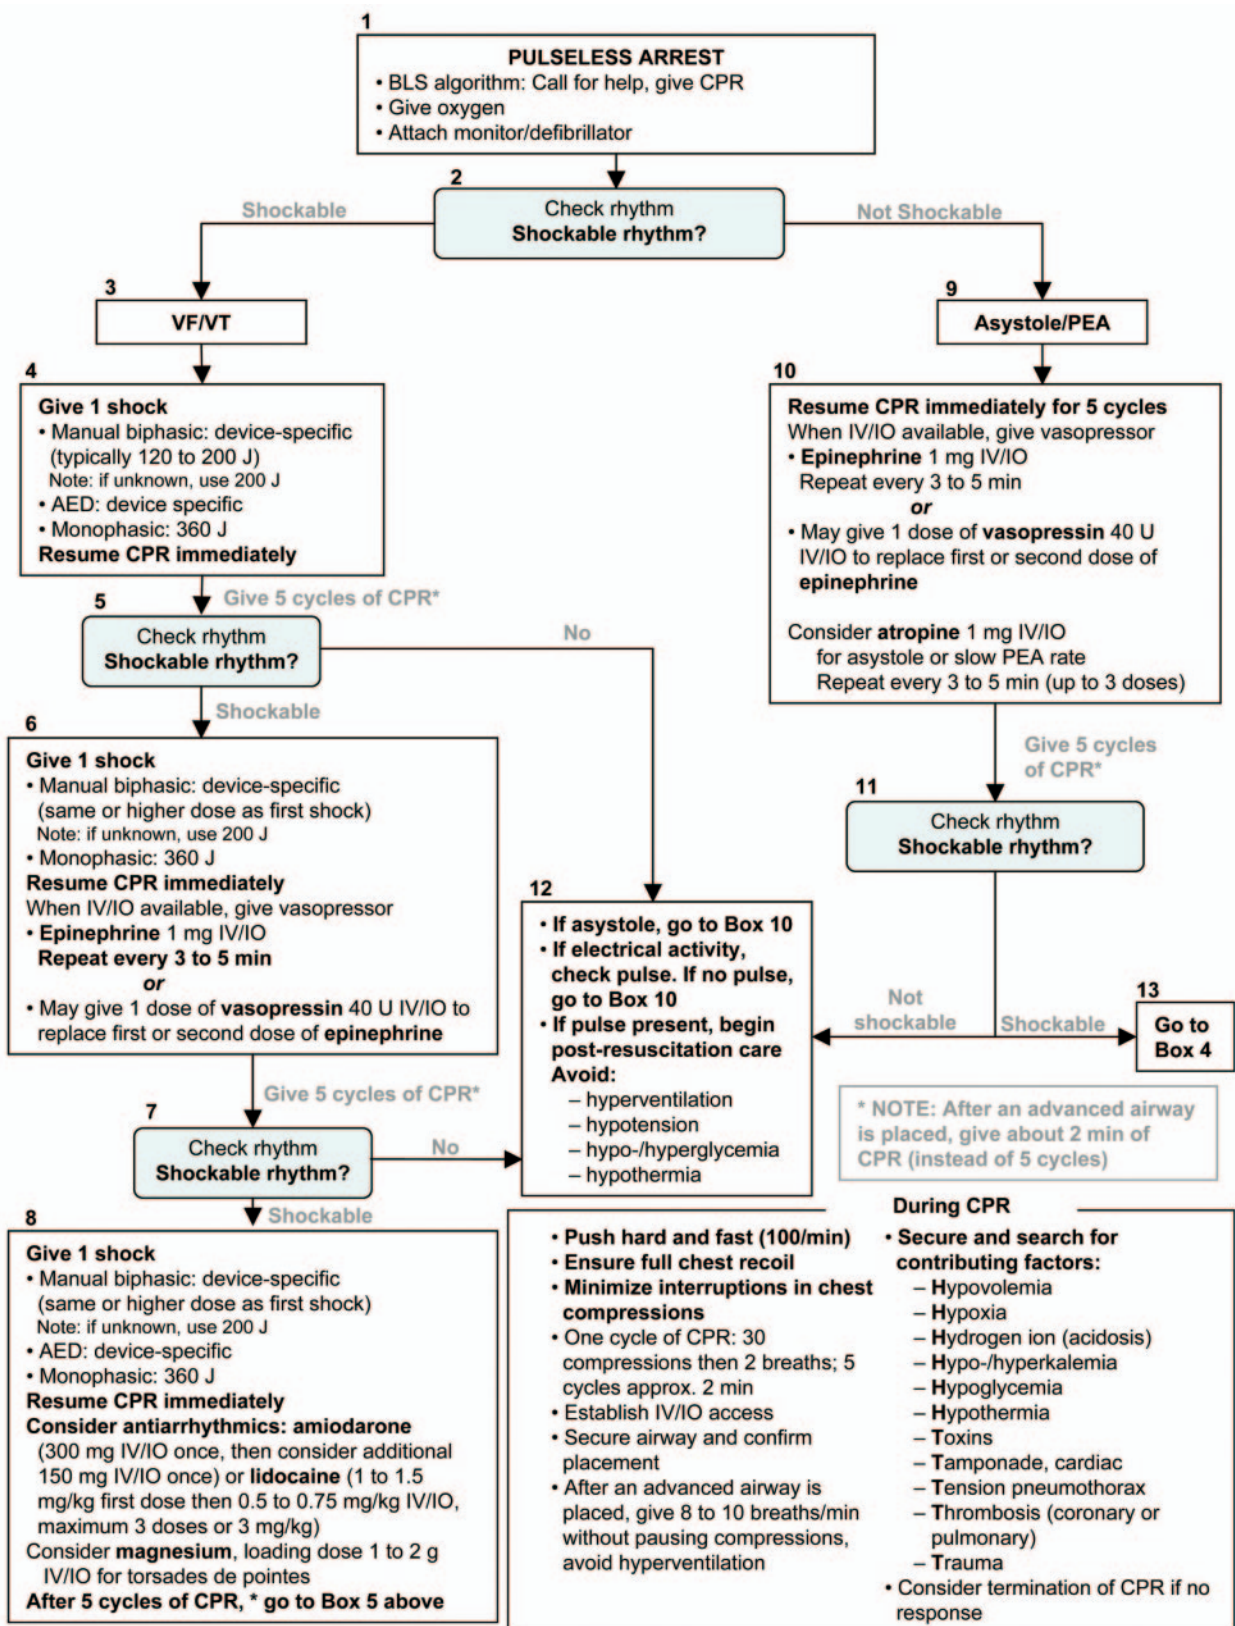 1
PULSELESS ARREST
• BLS algorithm: Call for help, give CPR
• Give oxygen
• Attach monitor/defibrillator
2
Check rhythm
Shockable rhythm?
Shockable
Not Shockable
3
VF/VT
4
Give 1 shock
• Manual biphasic: device-specific
(typically 120 to 200 J)
Note: if unknown, use 200 J
• AED: device specific
• Monophasic: 360 J
Resume CPR immediately
Give 5 cycles of CPR*
5
Check rhythm
Shockable rhythm?
No
Shockable
6
Give 1 shock
• Manual biphasic: device-specific
(same or higher dose as first shock)
Note: if unknown, use 200 J
• Monophasic: 360 J
Resume CPR immediately
When IV/IO available, give vasopressor
• Epinephrine 1 mg IV/IO
Repeat every 3 to 5 min
or
• May give 1 dose of vasopressin 40 U IV/IO to
replace first or second dose of epinephrine
Give 5 cycles of CPR*
7
Check rhythm
Shockable rhythm?
No
Shockable
8
Give 1 shock
• Manual biphasic: device-specific
(same or higher dose as first shock)
Note: if unknown, use 200 J
• AED: device-specific
• Monophasic: 360 J
Resume CPR immediately
Consider antiarrhythmics: amiodarone
(300 mg IV/IO once, then consider additional
150 mg IV/IO once) or lidocaine (1 to 1.5
mg/kg first dose then 0.5 to 0.75 mg/kg IV/IO,
maximum 3 doses or 3 mg/kg)
Consider magnesium, loading dose 1 to 2 g
IV/IO for torsades de pointes
After 5 cycles of CPR, * go to Box 5 above
9
Asystole/PEA
10
Resume CPR immediately for 5 cycles
When IV/IO available, give vasopressor
• Epinephrine 1 mg IV/IO
Repeat every 3 to 5 min
or
• May give 1 dose of vasopressin 40 U
IV/IO to replace first or second dose of
epinephrine
Consider atropine 1 mg IV/IO
for asystole or slow PEA rate
Repeat every 3 to 5 min (up to 3 doses)
Give 5 cycles
of CPR*
11
Check rhythm
Shockable rhythm?
Not
shockable
Shockable
12
• If asystole, go to Box 10
• If electrical activity,
check pulse. If no pulse,
go to Box 10
• If pulse present, begin
post-resuscitation care
Avoid:
– hyperventilation
– hypotension
– hypo-/hyperglycemia
– hypothermia
13
Go to
Box 4
* NOTE: After an advanced airway
is placed, give about 2 min of
CPR (instead of 5 cycles)
During CPR
• Push hard and fast (100/min)
• Ensure full chest recoil
• Minimize interruptions in chest
compressions
• One cycle of CPR: 30
compressions then 2 breaths; 5
cycles approx. 2 min
• Establish IV/IO access
• Secure airway and confirm
placement
• After an advanced airway is
placed, give 8 to 10 breaths/min
without pausing compressions,
avoid hyperventilation
• Secure and search for
contributing factors:
– Hypovolemia
– Hypoxia
– Hydrogen ion (acidosis)
– Hypo-/hyperkalemia
– Hypoglycemia
– Hypothermia
– Toxins
– Tamponade, cardiac
– Tension pneumothorax
– Thrombosis (coronary or
pulmonary)
– Trauma
• Consider termination of CPR if no
response